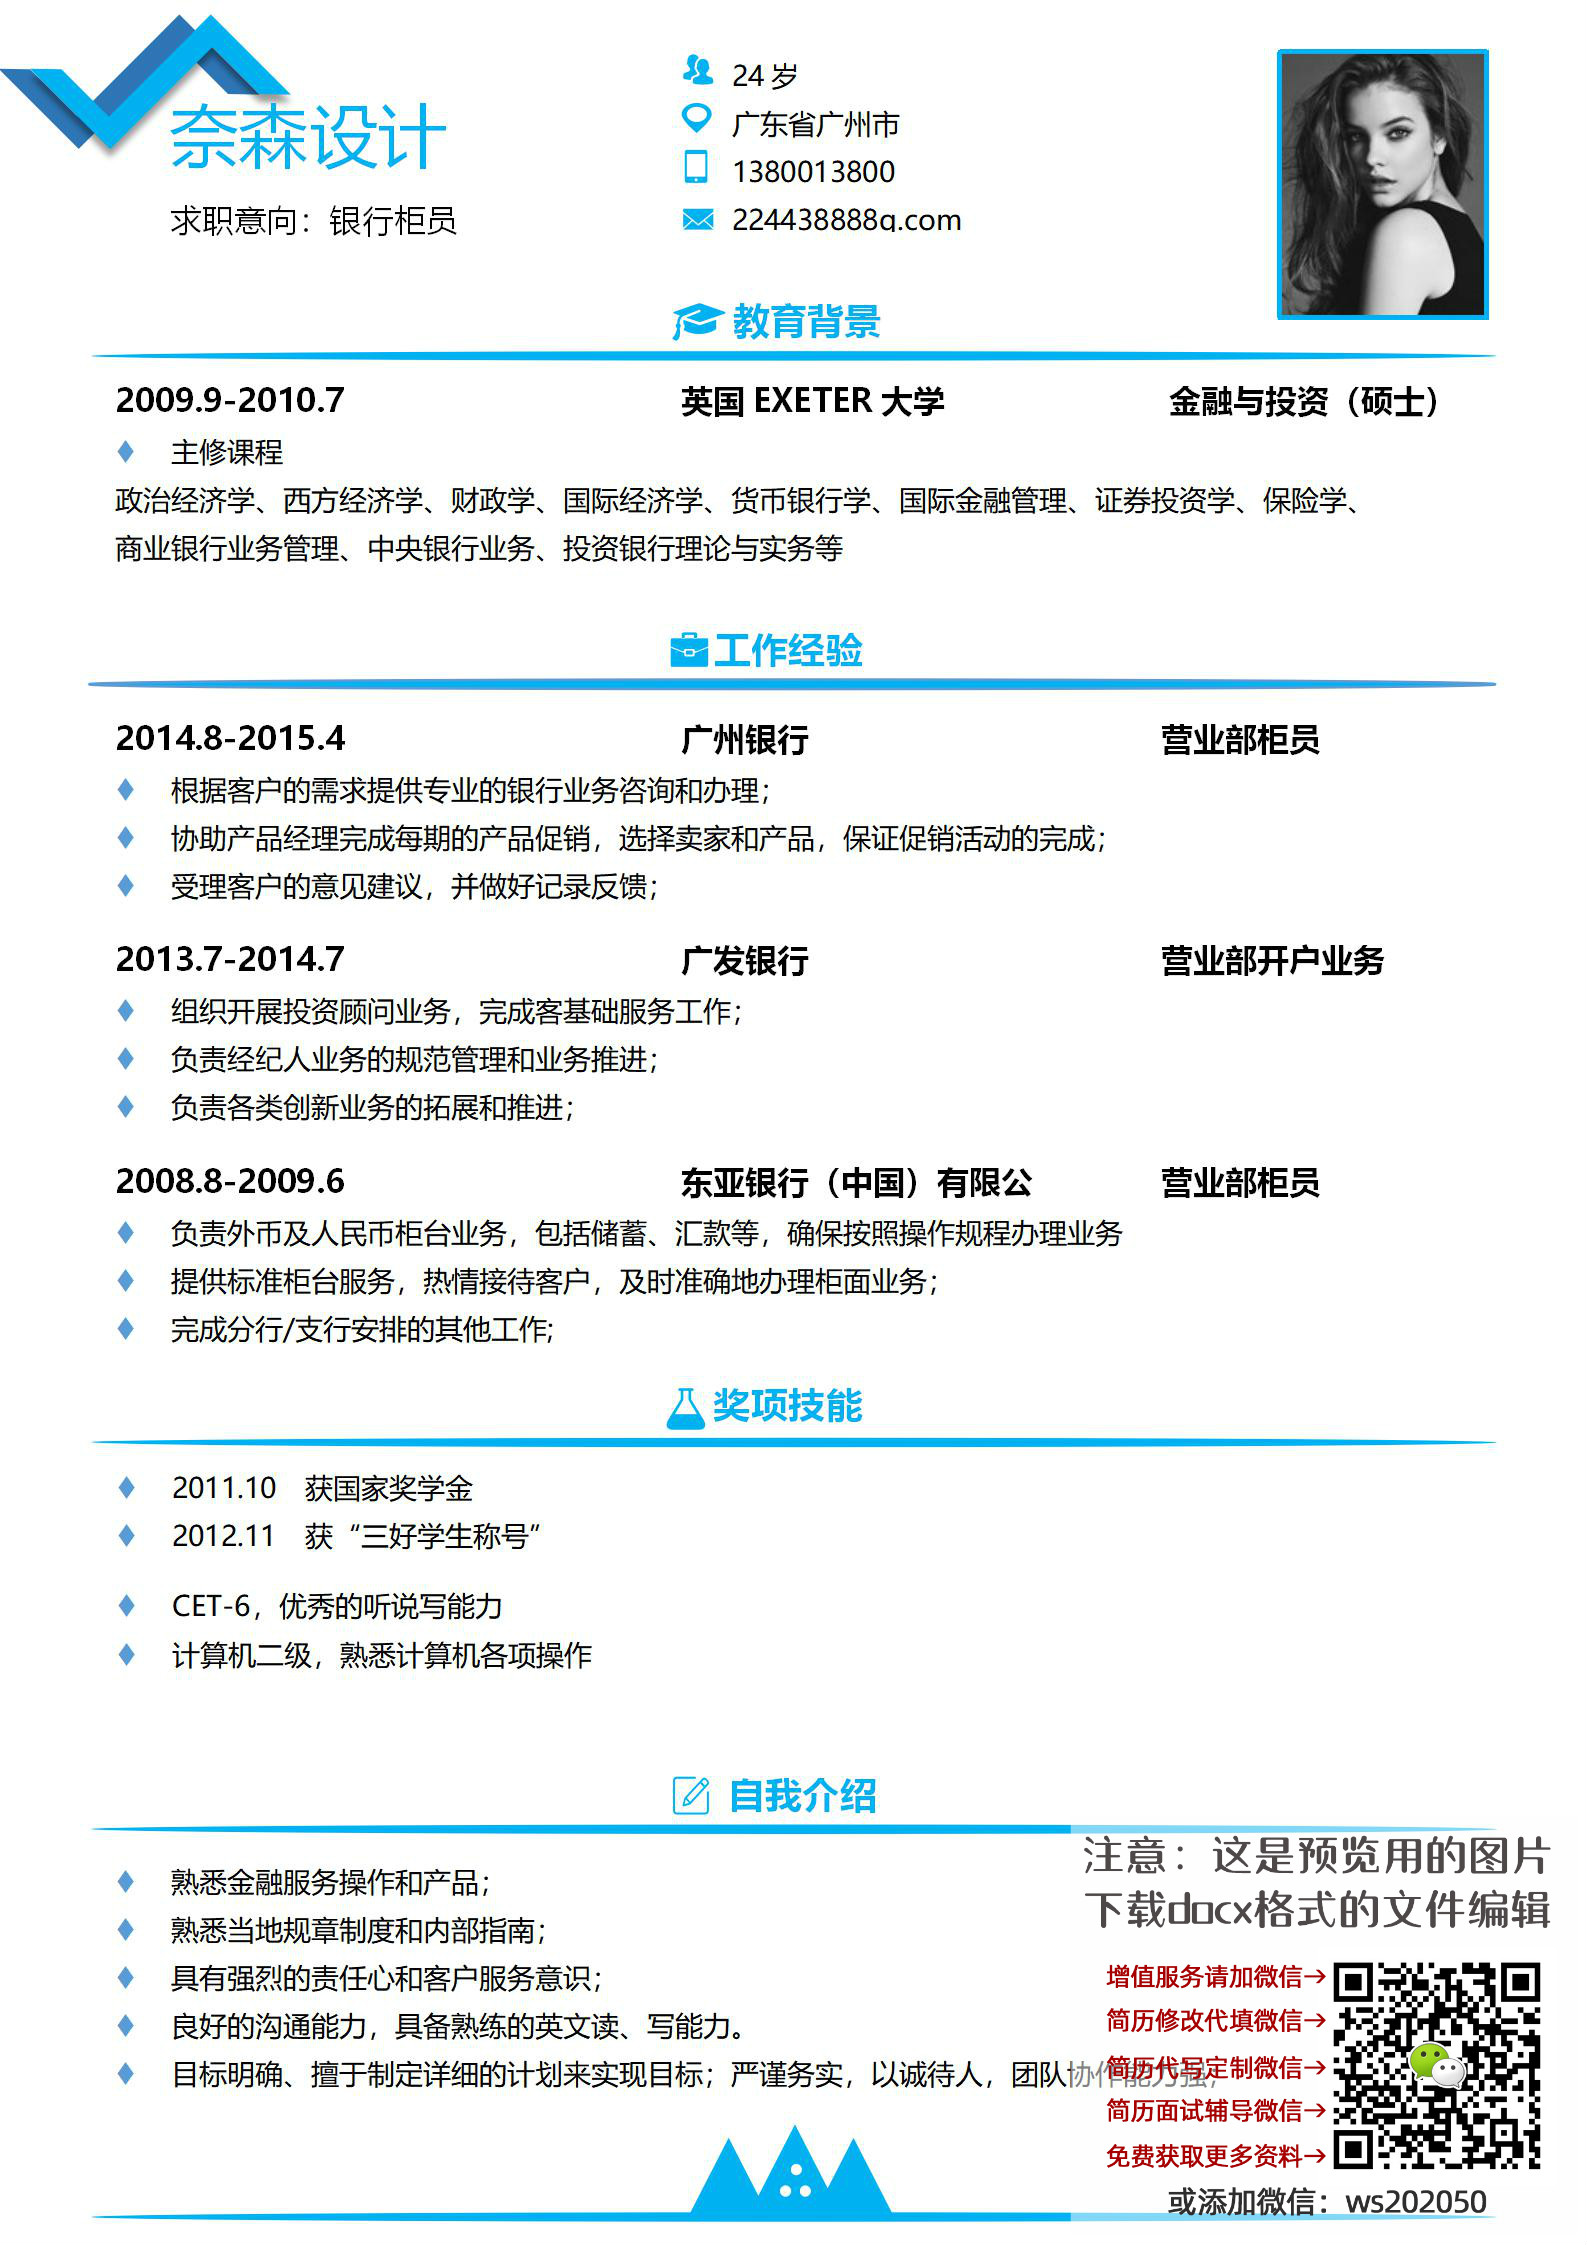 奈森设计
求职意向：银行柜员
24 岁
广东省广州市
1380013800
224438888q.com
教育背景
2009.9-2010.7 英国 EXETER 大学 金融与投资（硕士）
主修课程
政治经济学、西方经济学、财政学、国际经济学、货币银行学、国际金融管理、证券投资学、保险学、
商业银行业务管理、中央银行业务、投资银行理论与实务等
工作经验
2014.8-2015.4 广州银行 营业部柜员
根据客户的需求提供专业的银行业务咨询和办理；
协助产品经理完成每期的产品促销，选择卖家和产品，保证促销活动的完成；
受理客户的意见建议，并做好记录反馈；
2013.7-2014.7 广发银行 营业部开户业务
组织开展投资顾问业务，完成客基础服务工作；
负责经纪人业务的规范管理和业务推进；
负责各类创新业务的拓展和推进；
2008.8-2009.6 东亚银行（中国）有限公 营业部柜员
负责外币及人民币柜台业务，包括储蓄、汇款等，确保按照操作规程办理业务
提供标准柜台服务，热情接待客户，及时准确地办理柜面业务；
完成分行/支行安排的其他工作;
奖项技能
2011.10 获国家奖学金
2012.11 获“三好学生称号”
CET-6，优秀的听说写能力
计算机二级，熟悉计算机各项操作
自我介绍
熟悉金融服务操作和产品；
熟悉当地规章制度和内部指南；
具有强烈的责任心和客户服务意识；
良好的沟通能力，具备熟练的英文读、写能力。
目标明确、擅于制定详细的计划来实现目标；严谨务实，以诚待人，团队协作能力强；
注意：这是预览用的图片
下载docx格式的文件编辑
增值服务请加微信→
简历修改代填微信→
简历代写定制微信→
简历面试辅导微信→
免费获取更多资料→
或添加微信：ws202050